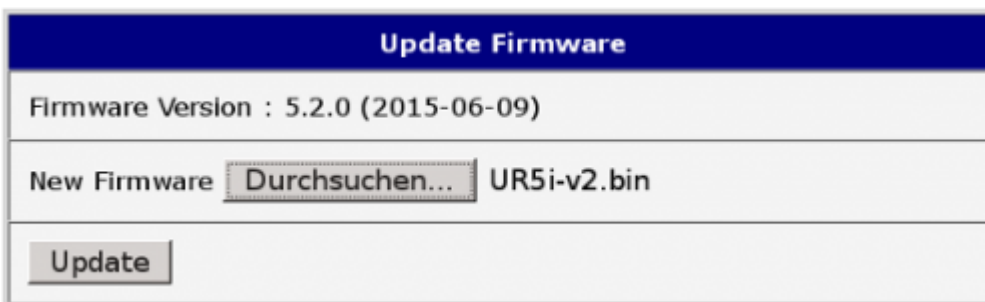 Update Firmware
Firmware Version : 5.2.0 (2015-06-09)
New Firmware Durchsuchen... UR5i-v2.bin
Update